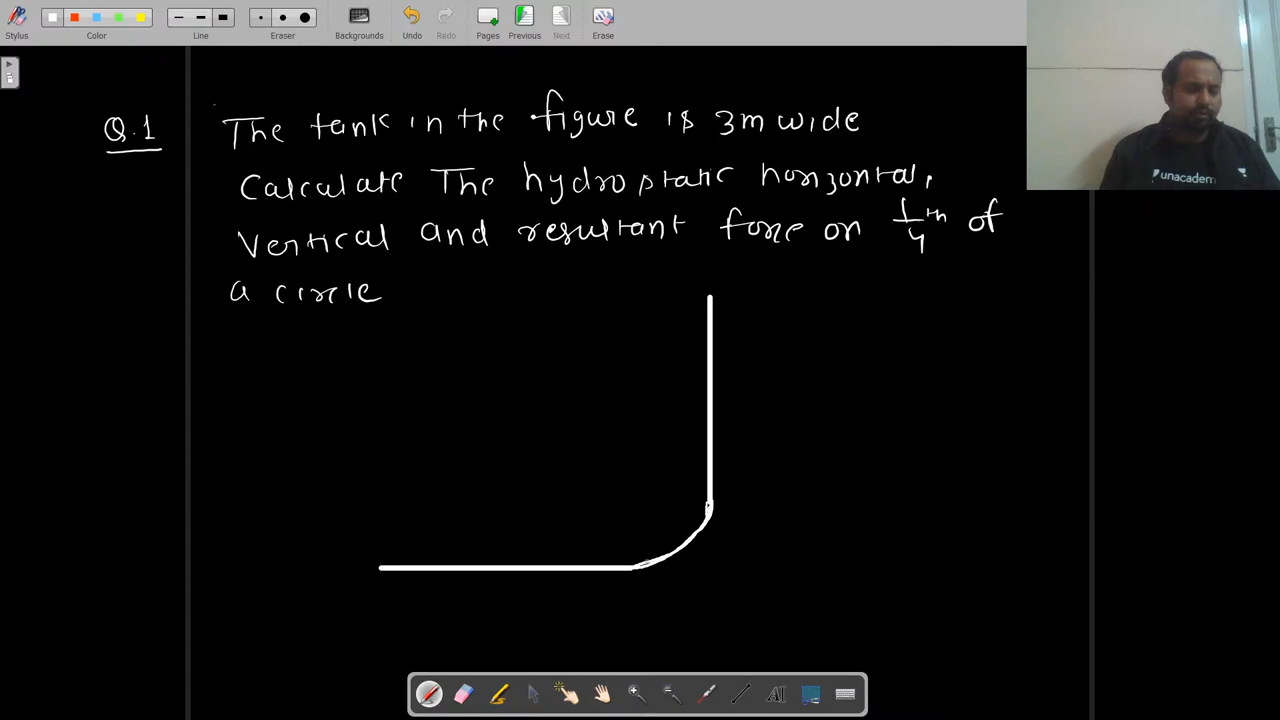 Stylus
Color
Line
Eraser
Backgrounds
Undo
Redo
Pages
Previous
Next
Erase
unacadem
Q.1
The tank in the figure is 3m wide
Calculate The hydrostatic horizontal,
Vertical and resultant force on 1/4th of
a circle
AI